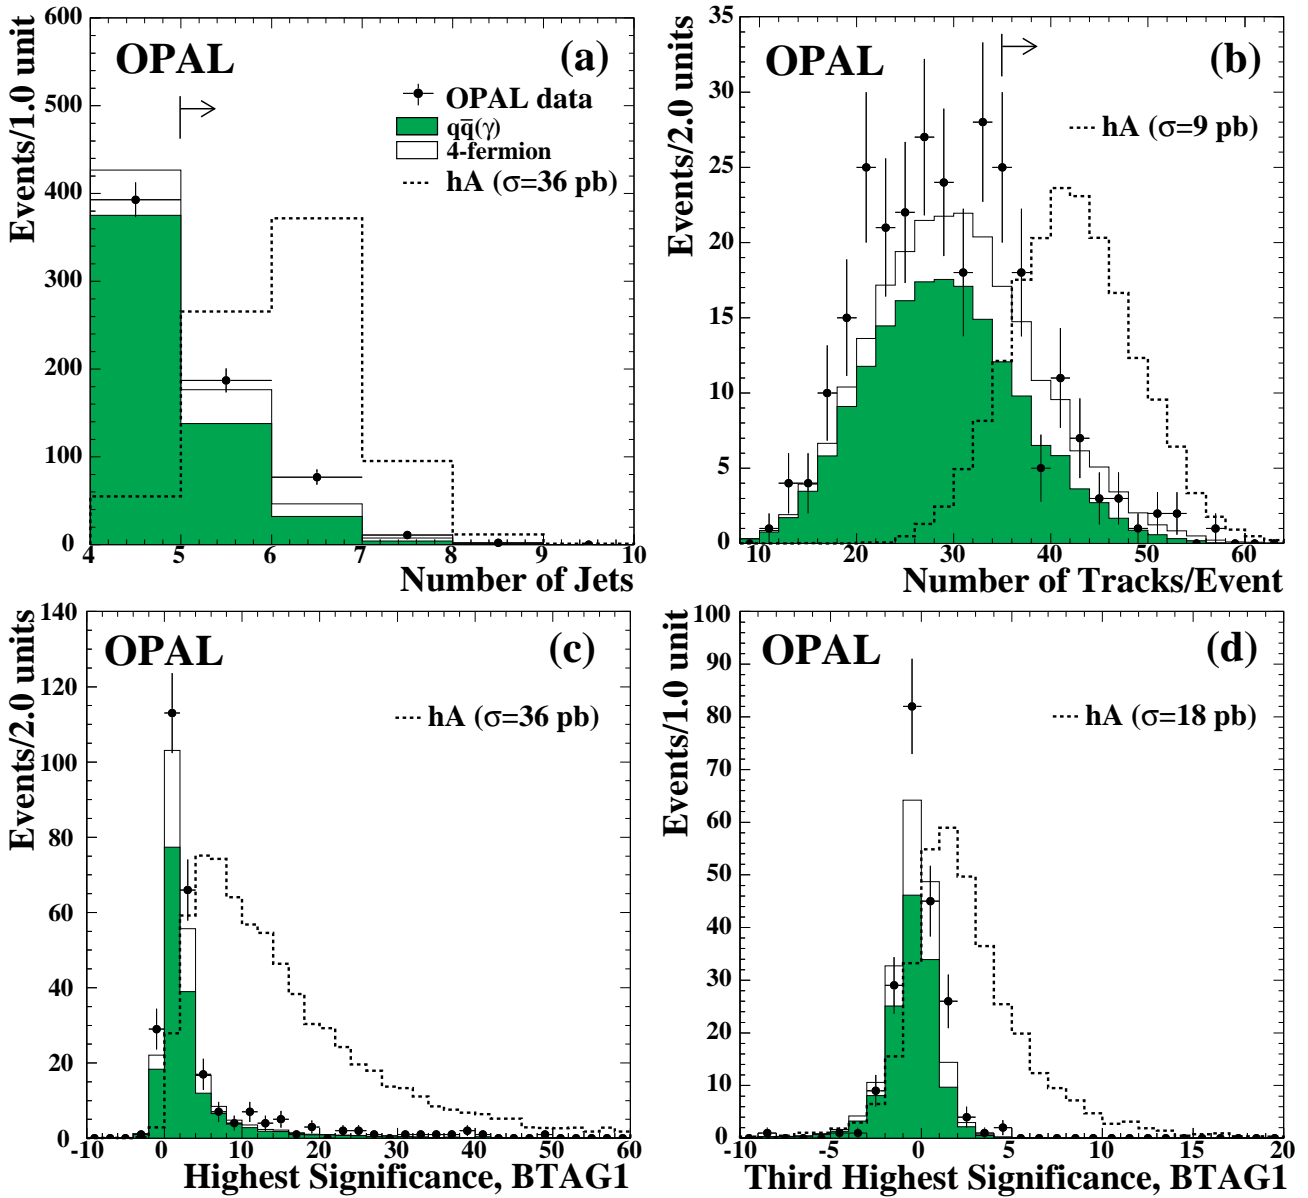 OPAL
(a)
OPAL data
qq̄(γ)
4-fermion
hA (σ=36 pb)
Events/1.0 unit
600
500
400
300
200
100
0
4 5 6 7 8 9 10
Number of Jets
OPAL
(b)
hA (σ=9 pb)
Events/2.0 units
35
30
25
20
15
10
5
0
10 20 30 40 50 60
Number of Tracks/Event
OPAL
(c)
hA (σ=36 pb)
Events/2.0 units
140
120
100
80
60
40
20
0
-10 0 10 20 30 40 50 60
Highest Significance, BTAG1
OPAL
(d)
hA (σ=18 pb)
Events/1.0 unit
100
90
80
70
60
50
40
30
20
10
0
-10 -5 0 5 10 15 20
Third Highest Significance, BTAG1